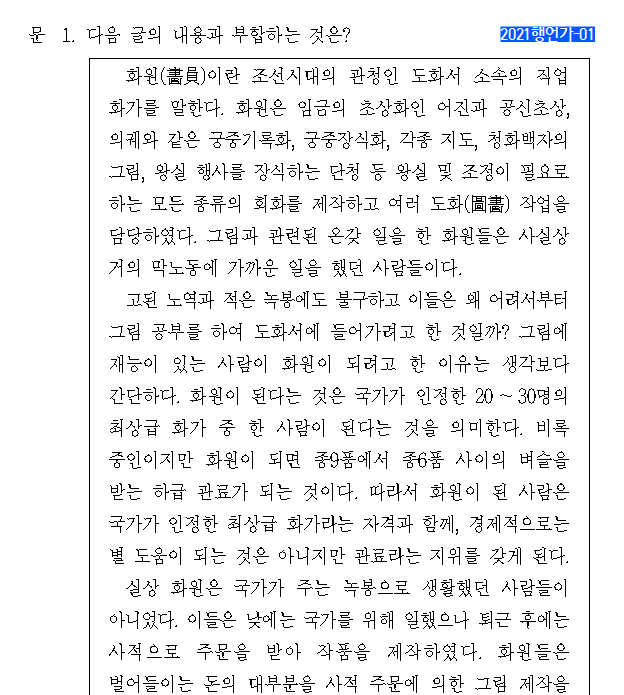 문 1. 다음 글의 내용과 부합하는 것은?
2021행언가-01
화원(畵員)이란 조선시대의 관청인 도화서 소속의 직업
화가를 말한다. 화원은 임금의 초상화인 어진과 공신초상,
의궤와 같은 궁중기록화, 궁중장식화, 각종 지도, 청화백자의
그림, 왕실 행사를 장식하는 단청 등 왕실 및 조정이 필요로
하는 모든 종류의 회화를 제작하고 여러 도화(圖畵) 작업을
담당하였다. 그림과 관련된 온갖 일을 한 화원들은 사실상
거의 막노동에 가까운 일을 했던 사람들이다.
고된 노역과 적은 녹봉에도 불구하고 이들은 왜 어려서부터
그림 공부를 하여 도화서에 들어가려고 한 것일까? 그림에
재능이 있는 사람이 화원이 되려고 한 이유는 생각보다
간단하다. 화원이 된다는 것은 국가가 인정한 20 ~ 30명의
최상급 화가 중 한 사람이 된다는 것을 의미한다. 비록
중인이지만 화원이 되면 종9품에서 종6품 사이의 벼슬을
받는 하급 관료가 되는 것이다. 따라서 화원이 된 사람은
국가가 인정한 최상급 화가라는 자격과 함께, 경제적으로는
별 도움이 되는 것은 아니지만 관료라는 지위를 갖게 된다.
실상 화원은 국가가 주는 녹봉으로 생활했던 사람들이
아니었다. 이들은 낮에는 국가를 위해 일했으나 퇴근 후에는
사적으로 주문을 받아 작품을 제작하였다. 화원들은
벌어들이는 돈의 대부분을 사적 주문에 의한 그림 제작을